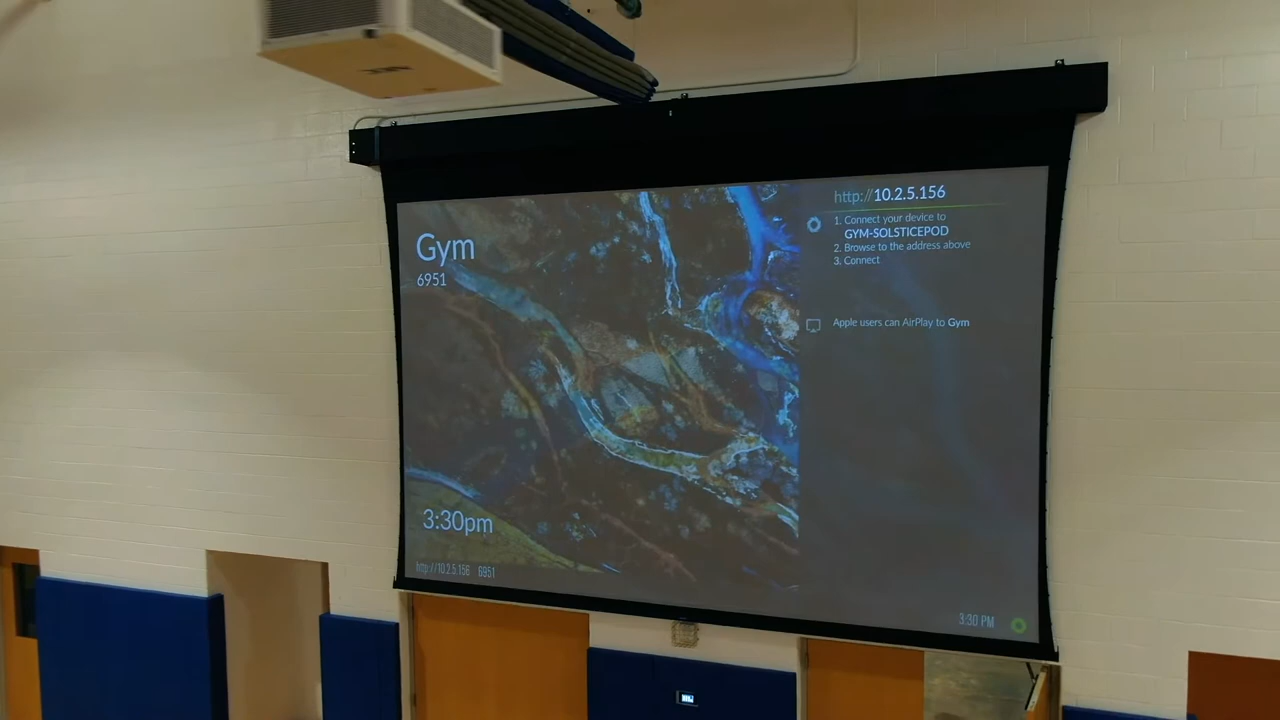 Gym
6951
3:30pm
http://10.2.5.156 6951
http://10.2.5.156
1. Connect your device to
GYM-SOLSTICEPOD
2. Browse to the address above
3. Connect
Apple users can AirPlay to Gym
3:30 PM